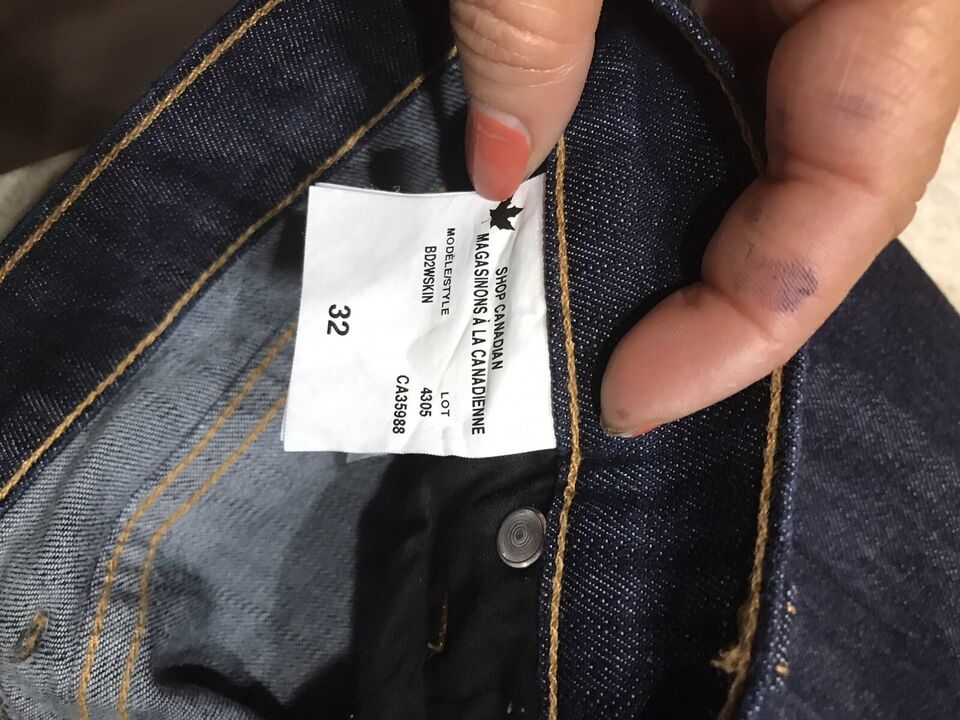 SHOP CANADIAN
MAGASINONS À LA CANADIENNE
MODÈLE/STYLE LOT
BD2WSKIN 4305
CA35988
32